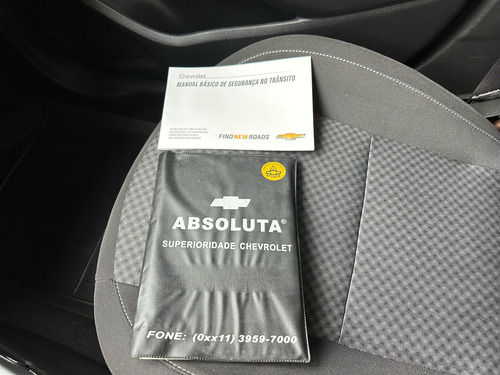 Chevrolet
MANUAL BÁSICO DE SEGURANÇA NO TRÂNSITO
FIND NEW ROADS
ABSOLUTA®
SUPERIORIDADE CHEVROLET
FONE: (0xx11) 3959-7000